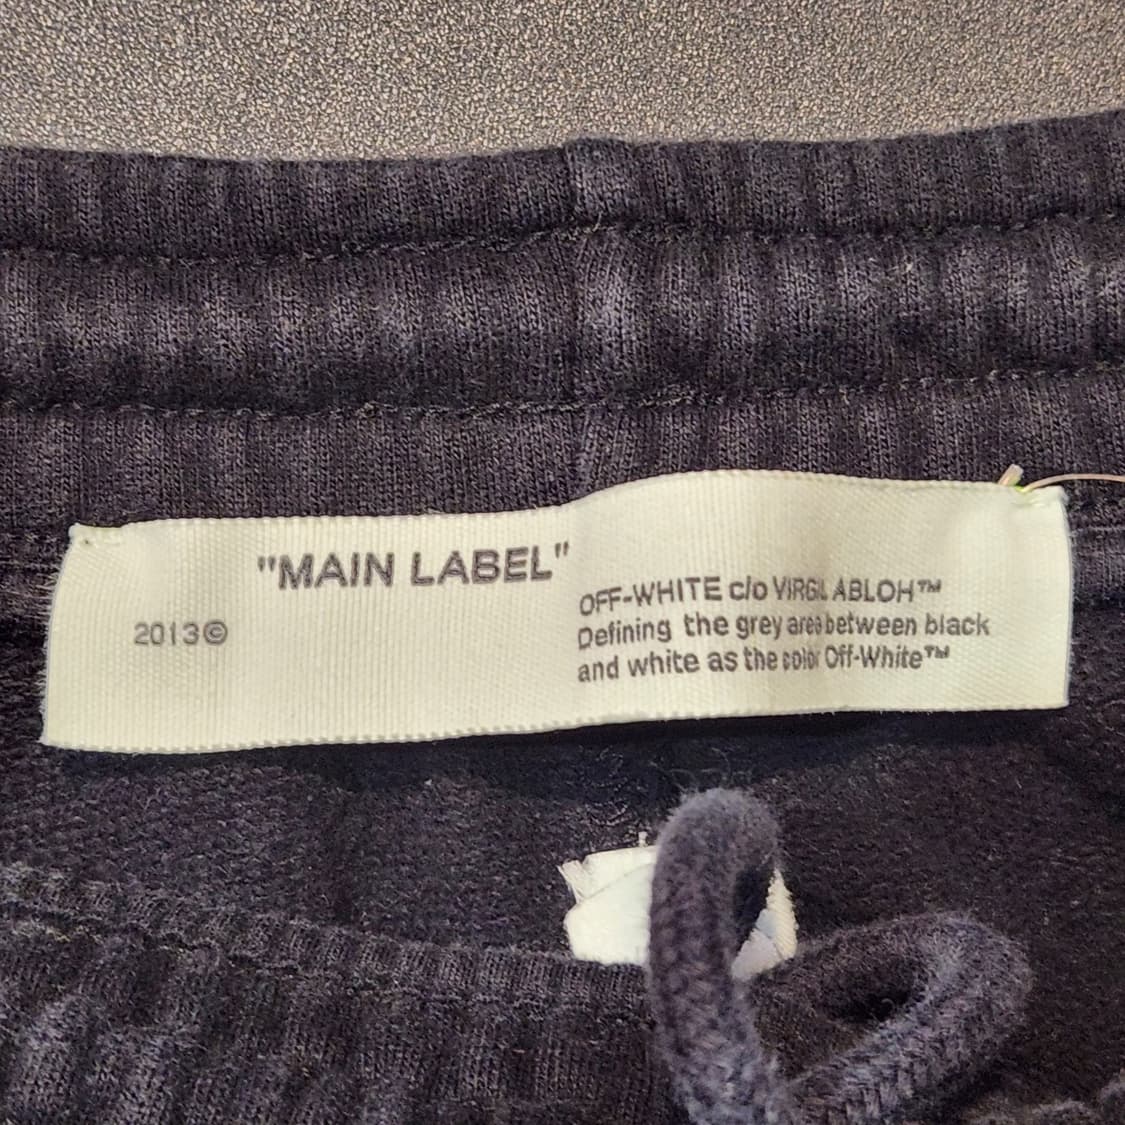 "MAIN LABEL"
2013©
OFF-WHITE c/o VIRGIL ABLOH™
Defining the grey area between black
and white as the color Off-White™